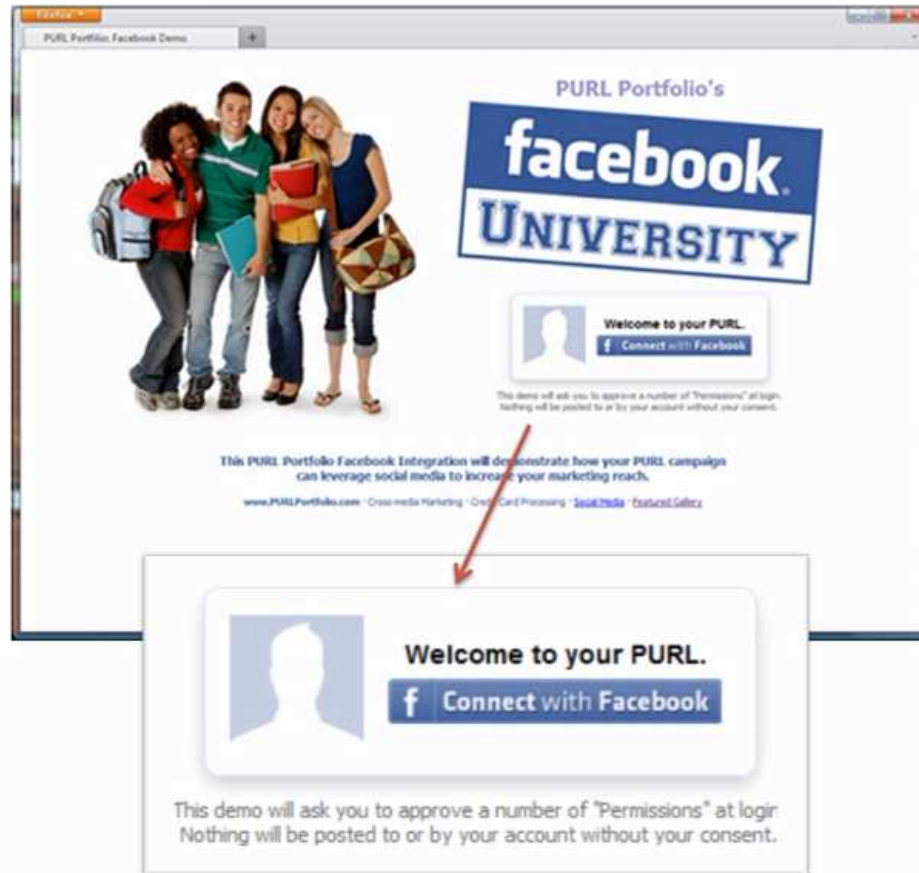 Firefox
PURL Portfolio: Facebook Demo
+
PURL Portfolio's
facebook.
UNIVERSITY
Welcome to your PURL.
f Connect with Facebook
This demo will ask you to approve a number of "Permissions" at login.
Nothing will be posted to or by your account without your consent.
This PURL Portfolio Facebook Integration will demonstrate how your PURL campaign
can leverage social media to increase your marketing reach.
www.PURLPortfolio.com · Cross-media Marketing · Credit Card Processing · Social Media · Featured Gallery
Welcome to your PURL.
f Connect with Facebook
This demo will ask you to approve a number of "Permissions" at login
Nothing will be posted to or by your account without your consent.